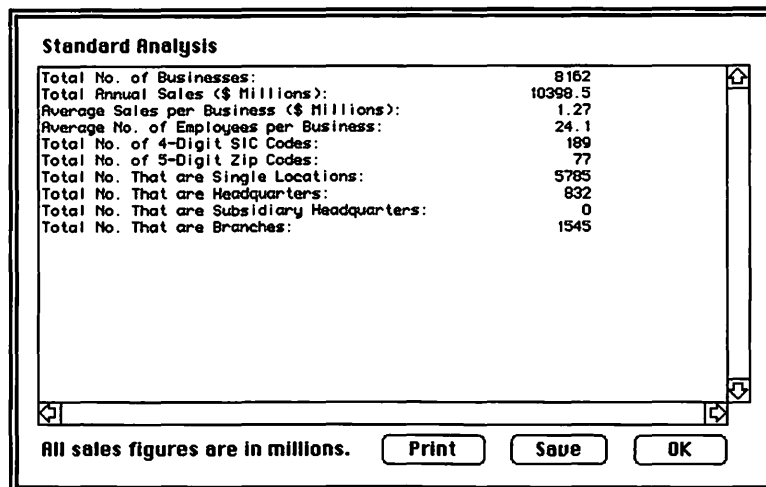 Standard Analysis
Total No. of Businesses: 8162
Total Annual Sales ($ Millions): 10398.5
Average Sales per Business ($ Millions): 1.27
Average No. of Employees per Business: 24.1
Total No. of 4-Digit SIC Codes: 189
Total No. of 5-Digit Zip Codes: 77
Total No. That are Single Locations: 5785
Total No. That are Headquarters: 832
Total No. That are Subsidiary Headquarters: 0
Total No. That are Branches: 1545
All sales figures are in millions. Print Save OK